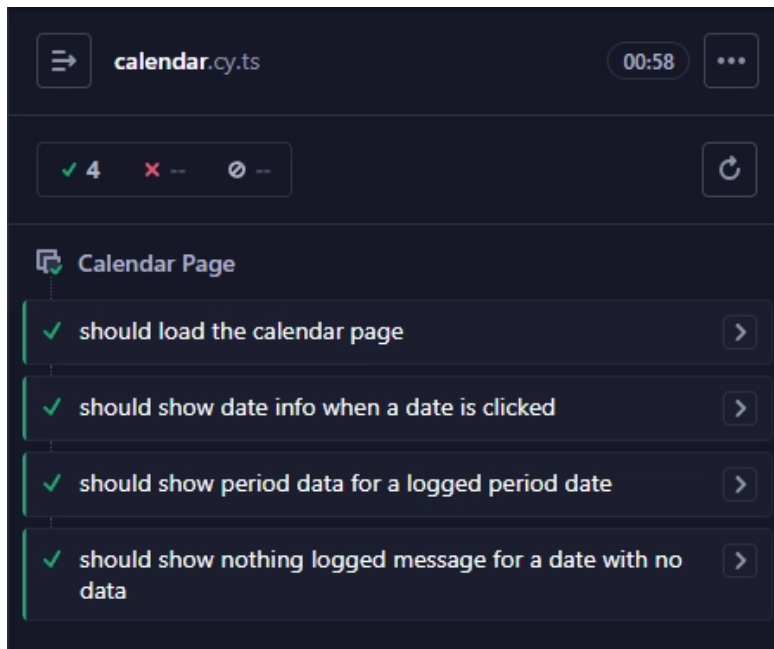 calendar.cy.ts
00:58
4 -- --
Calendar Page
should load the calendar page
should show date info when a date is clicked
should show period data for a logged period date
should show nothing logged message for a date with no
data